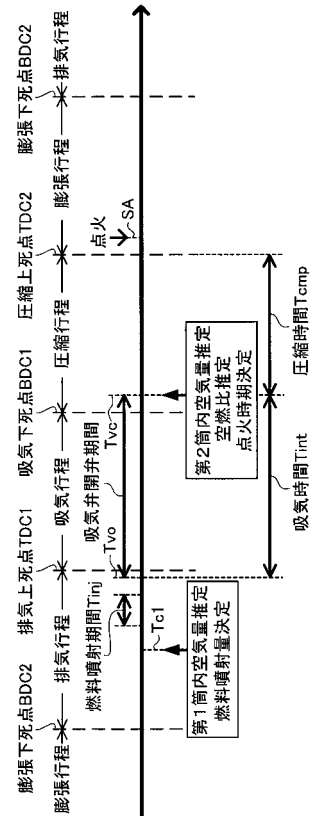 膨張下死点BDC2
排気上死点TDC1
吸気下死点BDC1
圧縮上死点TDC2
膨張下死点BDC2
膨張行程
排気行程
吸気行程
圧縮行程
膨張行程
排気行程
燃料噴射期間Tinj
Tvo
吸気弁開弁期間
Tvc
点火
SA
Tc1
第1筒内空気量推定
燃料噴射量決定
第2筒内空気量推定
空燃比推定
点火時期決定
吸気時間Tint
圧縮時間Tcmp